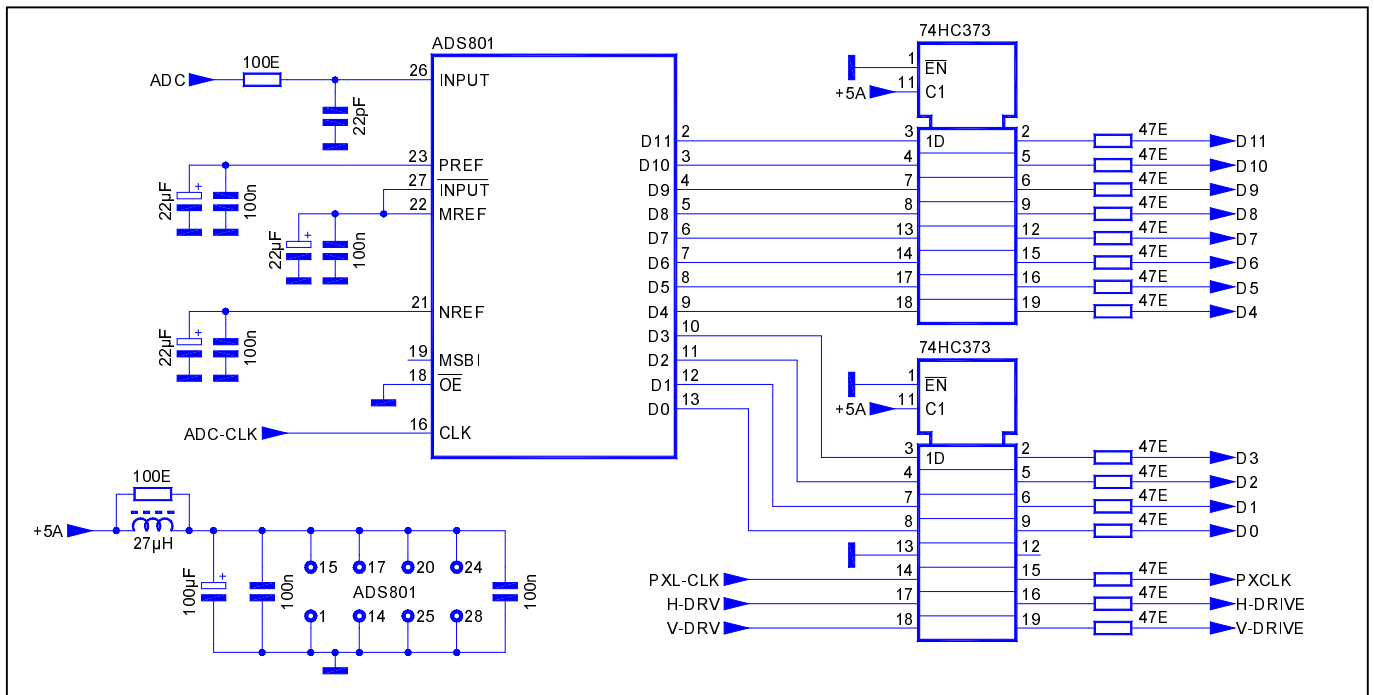 74HC373
ADS801
1 EN
+5A 11 C1
ADC 100E 26 INPUT
22pF
D11 2 3 1D 2 47E D11
D10 3 4 5 47E D10
D9 4 7 6 47E D9
D8 5 8 9 47E D8
D7 6 13 12 47E D7
D6 7 14 15 47E D6
D5 8 17 16 47E D5
D4 9 18 19 47E D4
23 PREF
22µF + 100n
27 INPUT
22 MREF
22µF + 100n
21 NREF
22µF + 100n
19 MSBI
18 OE
ADC-CLK 16 CLK
D3 10
D2 11
D1 12
D0 13
74HC373
1 EN
+5A 11 C1
3 1D 2 47E D3
4 5 47E D2
7 6 47E D1
8 9 47E D0
13 12
PXL-CLK 14 15 47E PXCLK
H-DRV 17 16 47E H-DRIVE
V-DRV 18 19 47E V-DRIVE
100E
+5A 27µH
100µF + 100n 15 17 20 24 100n
ADS801
1 14 25 28